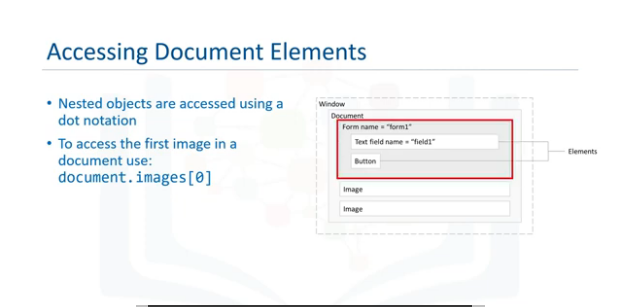 Accessing Document Elements
• Nested objects are accessed using a
dot notation
• To access the first image in a
document use:
document.images[0]
Window
Document
Form name = "form1"
Text field name = "field1"
Button
Elements
Image
Image